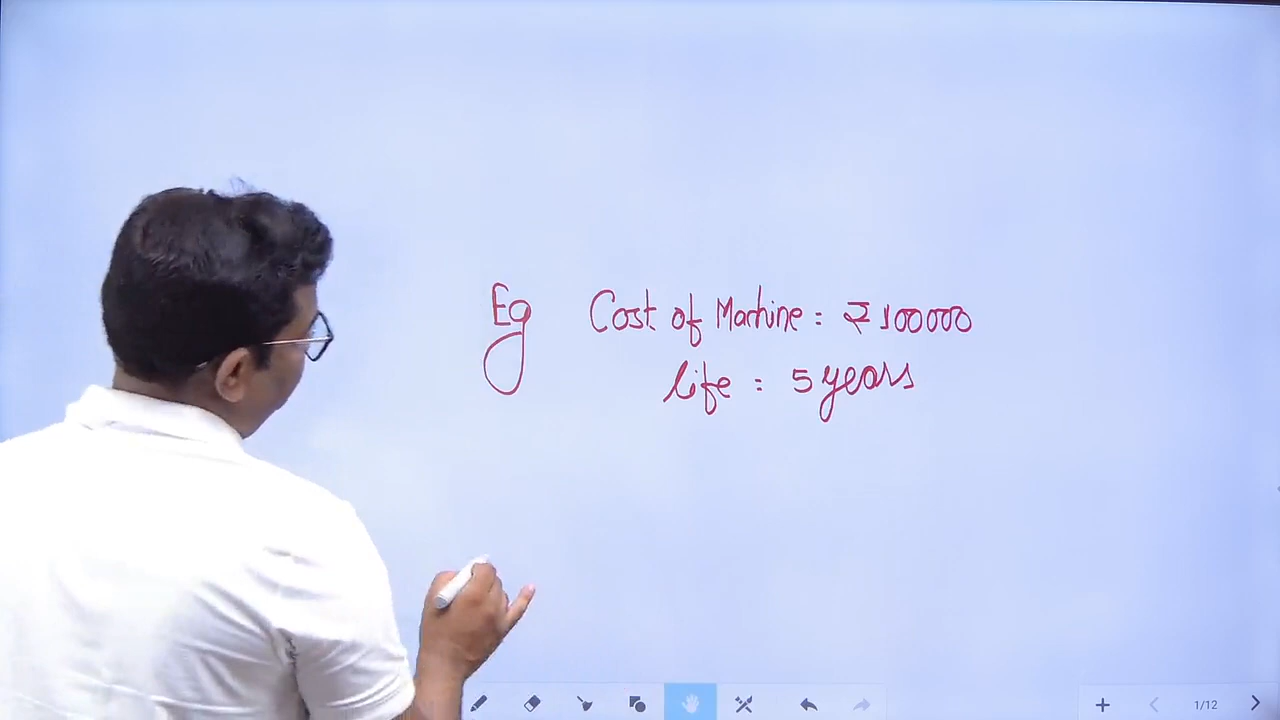 Eg Cost of Machine : ₹ 100000
life : 5 years
1/12